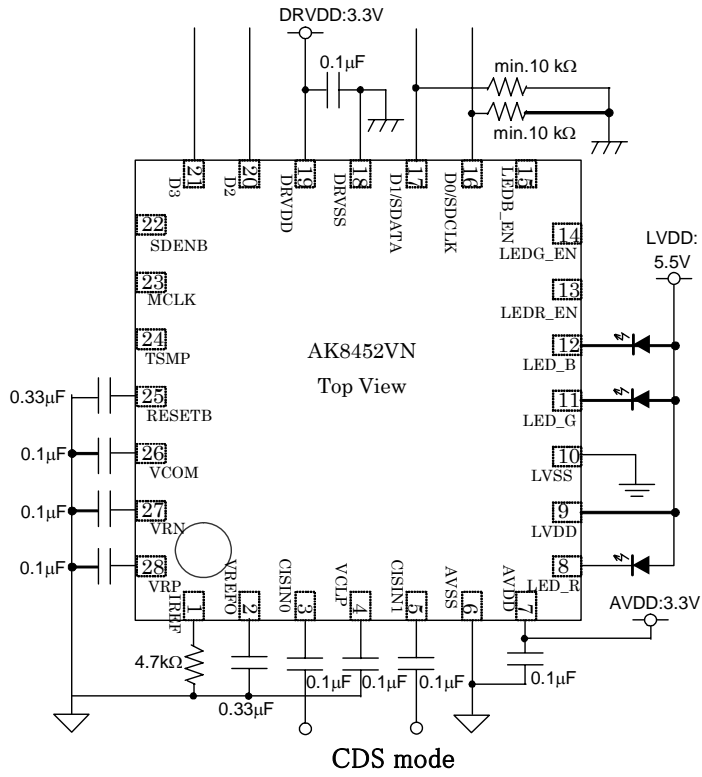 DRVDD:3.3V
0.1μF
min.10 kΩ
min.10 kΩ
21
20
19
18
17
16
15
D3
D2
DRVDD
DRVSS
D1/SDATA
D0/SDCLK
LEDB_EN
22
SDENB
14
LEDG_EN
LVDD:
5.5V
23
MCLK
13
LEDR_EN
24
TSMP
AK8452VN
Top View
12
LED_B
0.33μF
25
RESETB
11
LED_G
0.1μF
26
VCOM
10
LVSS
0.1μF
27
VRN
9
LVDD
0.1μF
28
VRP
8
LED_R
IREF
VREFO
CISIN0
VCLP
CISIN1
AVSS
AVDD
1
2
3
4
5
6
7
AVDD:3.3V
4.7kΩ
0.33μF
0.1μF
0.1μF
0.1μF
0.1μF
CDS mode